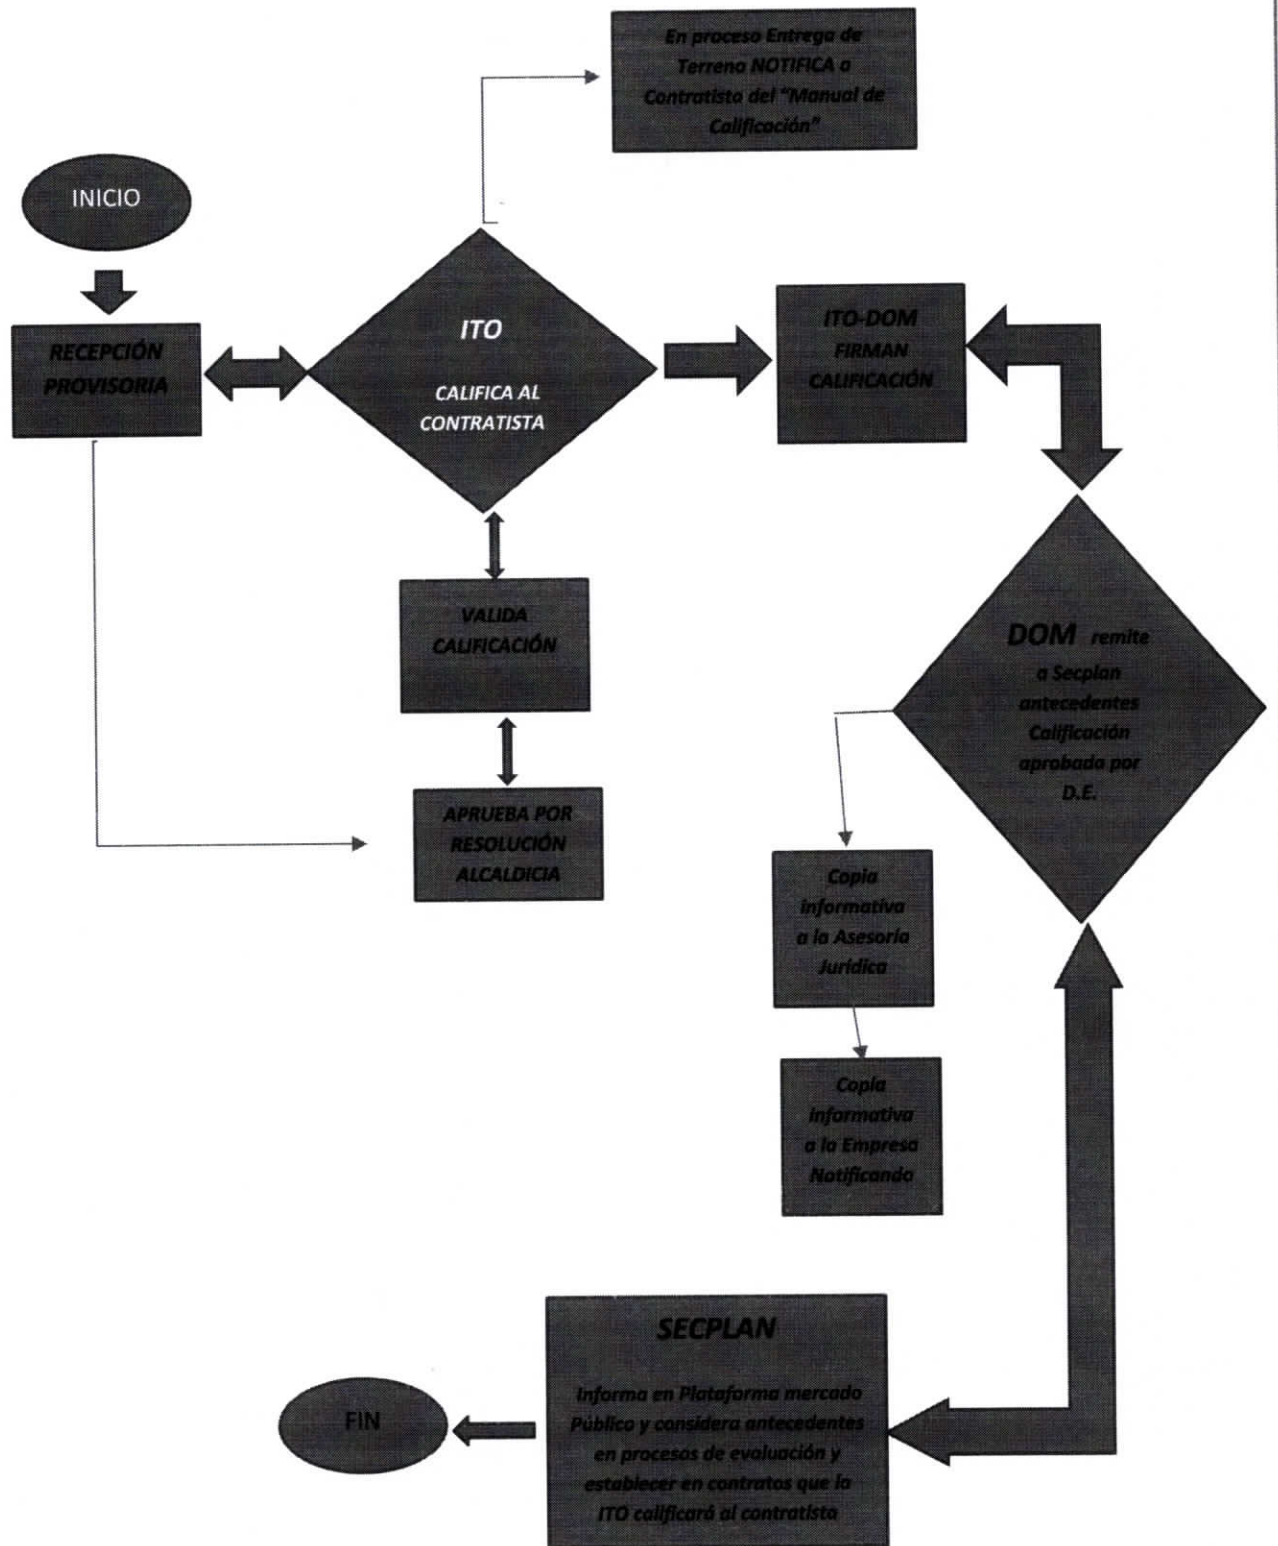 En proceso Entrega de
Terreno NOTIFICA a
Contratista del "Manual de
Calificación"
INICIO
RECEPCIÓN
PROVISORIA
ITO
CALIFICA AL
CONTRATISTA
ITO-DOM
FIRMAN
CALIFICACIÓN
VALIDA
CALIFICACIÓN
APRUEBA POR
RESOLUCIÓN
ALCALDICIA
DOM remite
a Secplan
antecedentes
Calificación
aprobada por
D.E.
Copia
informativa
a la Asesoría
Jurídica
Copia
informativa
a la Empresa
Notificando
SECPLAN
Informa en Plataforma mercado
Público y considera antecedentes
en procesos de evaluación y
establecer en contratos que la
ITO calificará al contratista
FIN